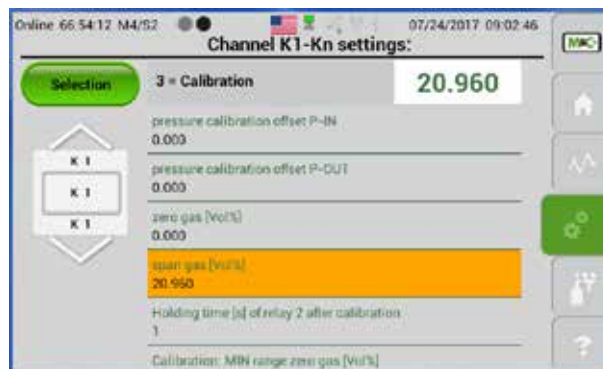 Online 66 54:12 M4/S2
07/24/2017 09:02:46
Channel K1-Kn settings:
M&C
Selection
3 = Calibration
20.960
pressure calibration offset P-IN
0.000
pressure calibration offset P-OUT
0.000
K 1
K 1
K 1
zero gas [Vol%]
0.000
span gas [Vol%]
20.960
Holding time [s] of relay 2 after calibration
1
Calibration: MIN range zero gas [Vol%]
?